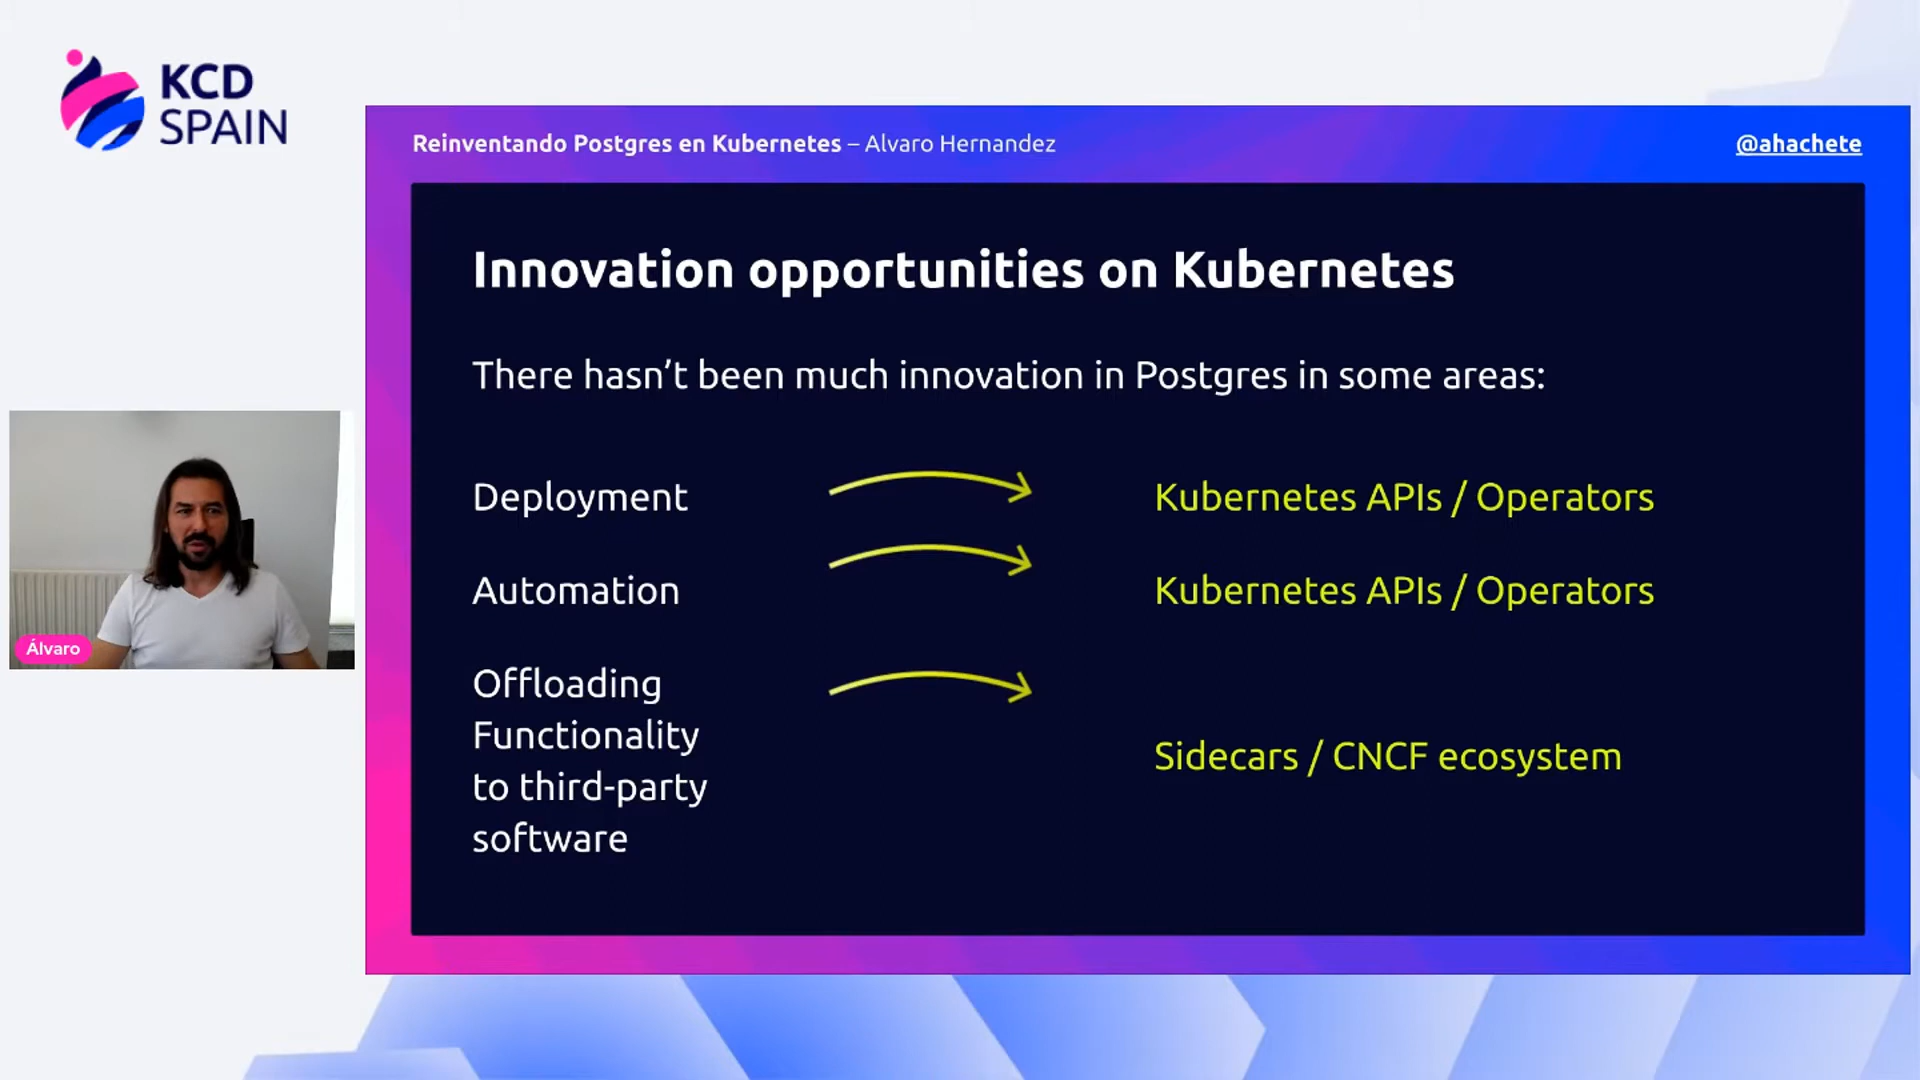 KCD
SPAIN
Reinventando Postgres en Kubernetes – Alvaro Hernandez
@ahachete
Innovation opportunities on Kubernetes
There hasn’t been much innovation in Postgres in some areas:
Deployment
Kubernetes APIs / Operators
Automation
Kubernetes APIs / Operators
Offloading
Functionality
to third-party
software
Sidecars / CNCF ecosystem
Álvaro